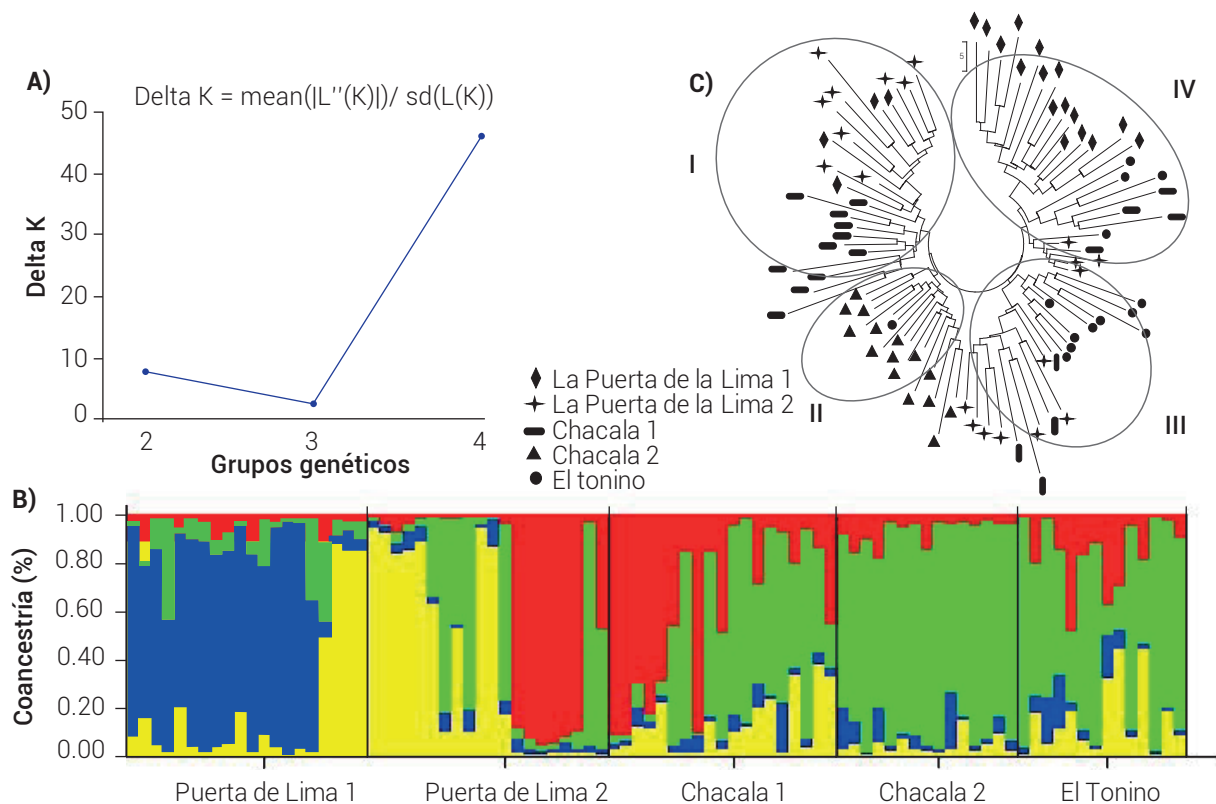 A)
Delta K = mean(|L''(K)|)/ sd(L(K))
50
40
30
20
10
0
Delta K
2 3 4
Grupos genéticos
C)
5
I
II
III
IV
La Puerta de la Lima 1
La Puerta de la Lima 2
Chacala 1
Chacala 2
El tonino
B)
1.00
0.80
0.60
0.40
0.20
0.00
Coancestría (%)
Puerta de Lima 1 Puerta de Lima 2 Chacala 1 Chacala 2 El Tonino